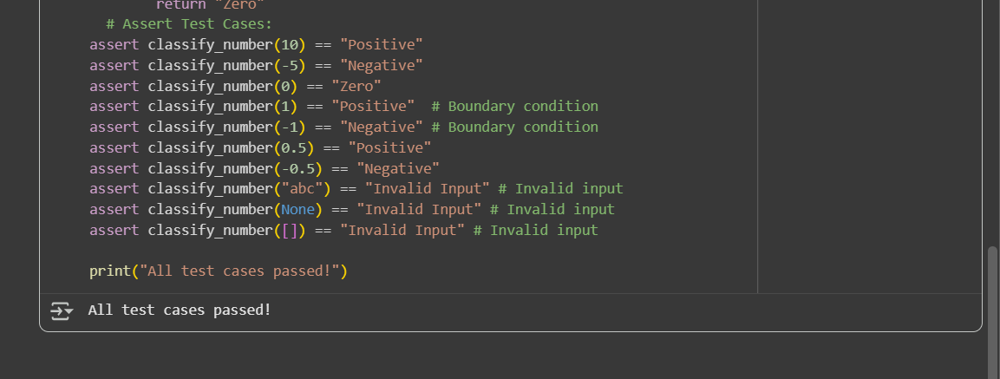 return "Zero"
# Assert Test Cases:
assert classify_number(10) == "Positive"
assert classify_number(-5) == "Negative"
assert classify_number(0) == "Zero"
assert classify_number(1) == "Positive"  # Boundary condition
assert classify_number(-1) == "Negative" # Boundary condition
assert classify_number(0.5) == "Positive"
assert classify_number(-0.5) == "Negative"
assert classify_number("abc") == "Invalid Input" # Invalid input
assert classify_number(None) == "Invalid Input" # Invalid input
assert classify_number([]) == "Invalid Input" # Invalid input
print("All test cases passed!")
All test cases passed!